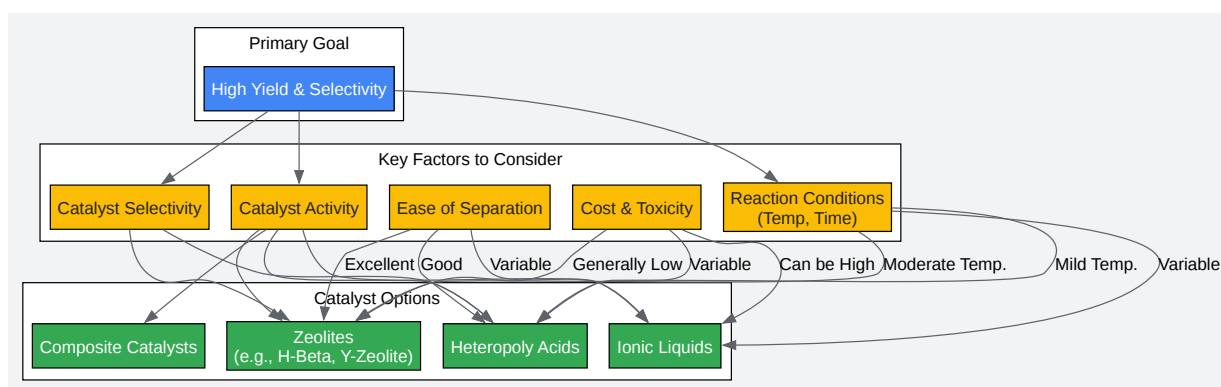 Primary Goal
High Yield & Selectivity
Key Factors to Consider
Catalyst Selectivity
Catalyst Activity
Ease of Separation
Cost & Toxicity
Reaction Conditions
(Temp, Time)
Excellent
Good
Variable
Generally Low
Variable
Can be High
Moderate Temp.
Mild Temp.
Variable
Catalyst Options
Composite Catalysts
Zeolites
(e.g., H-Beta, Y-Zeolite)
Heteropoly Acids
Ionic Liquids